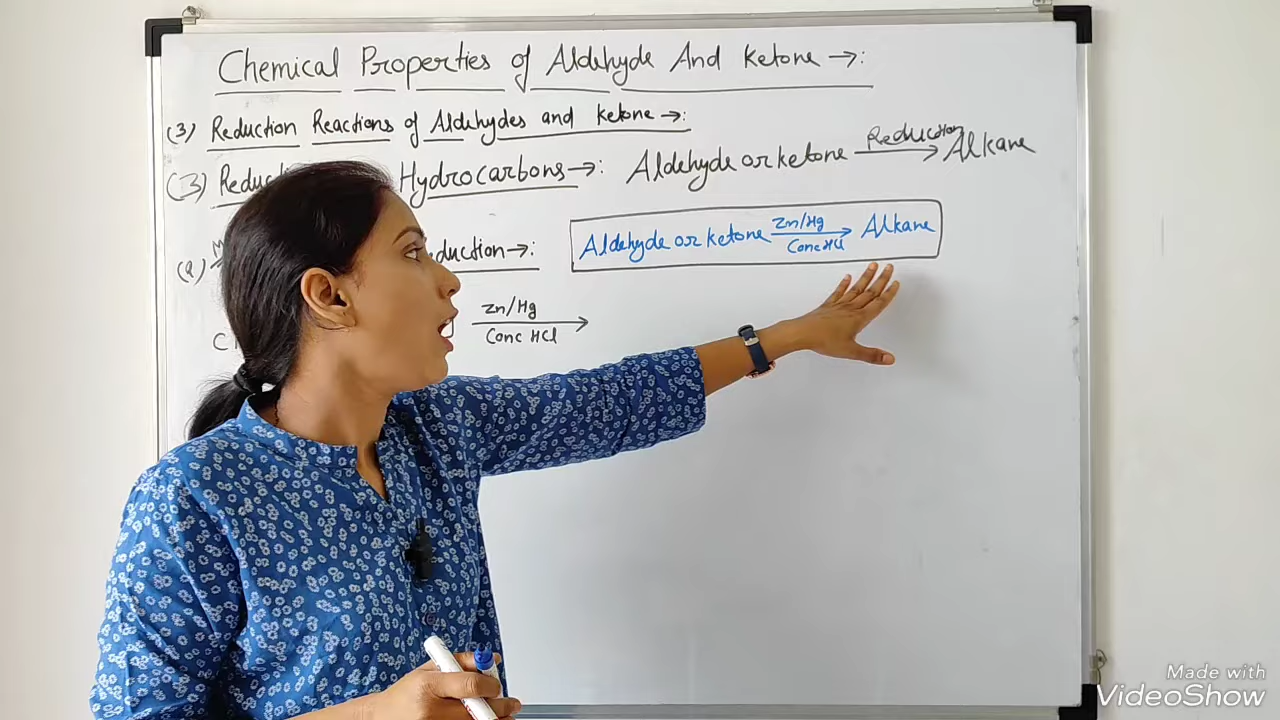 Chemical Properties of Aldehyde And Ketone →:
(3) Reduction Reactions of Aldehydes and ketone →:
(3) Hydrocarbons →: Aldehyde or ketone Reduction → Alkane
(a) →: Aldehyde or ketone Zn/Hg → Conc HCl Alkane
Zn/Hg
Conc HCl
Made with
VideoShow